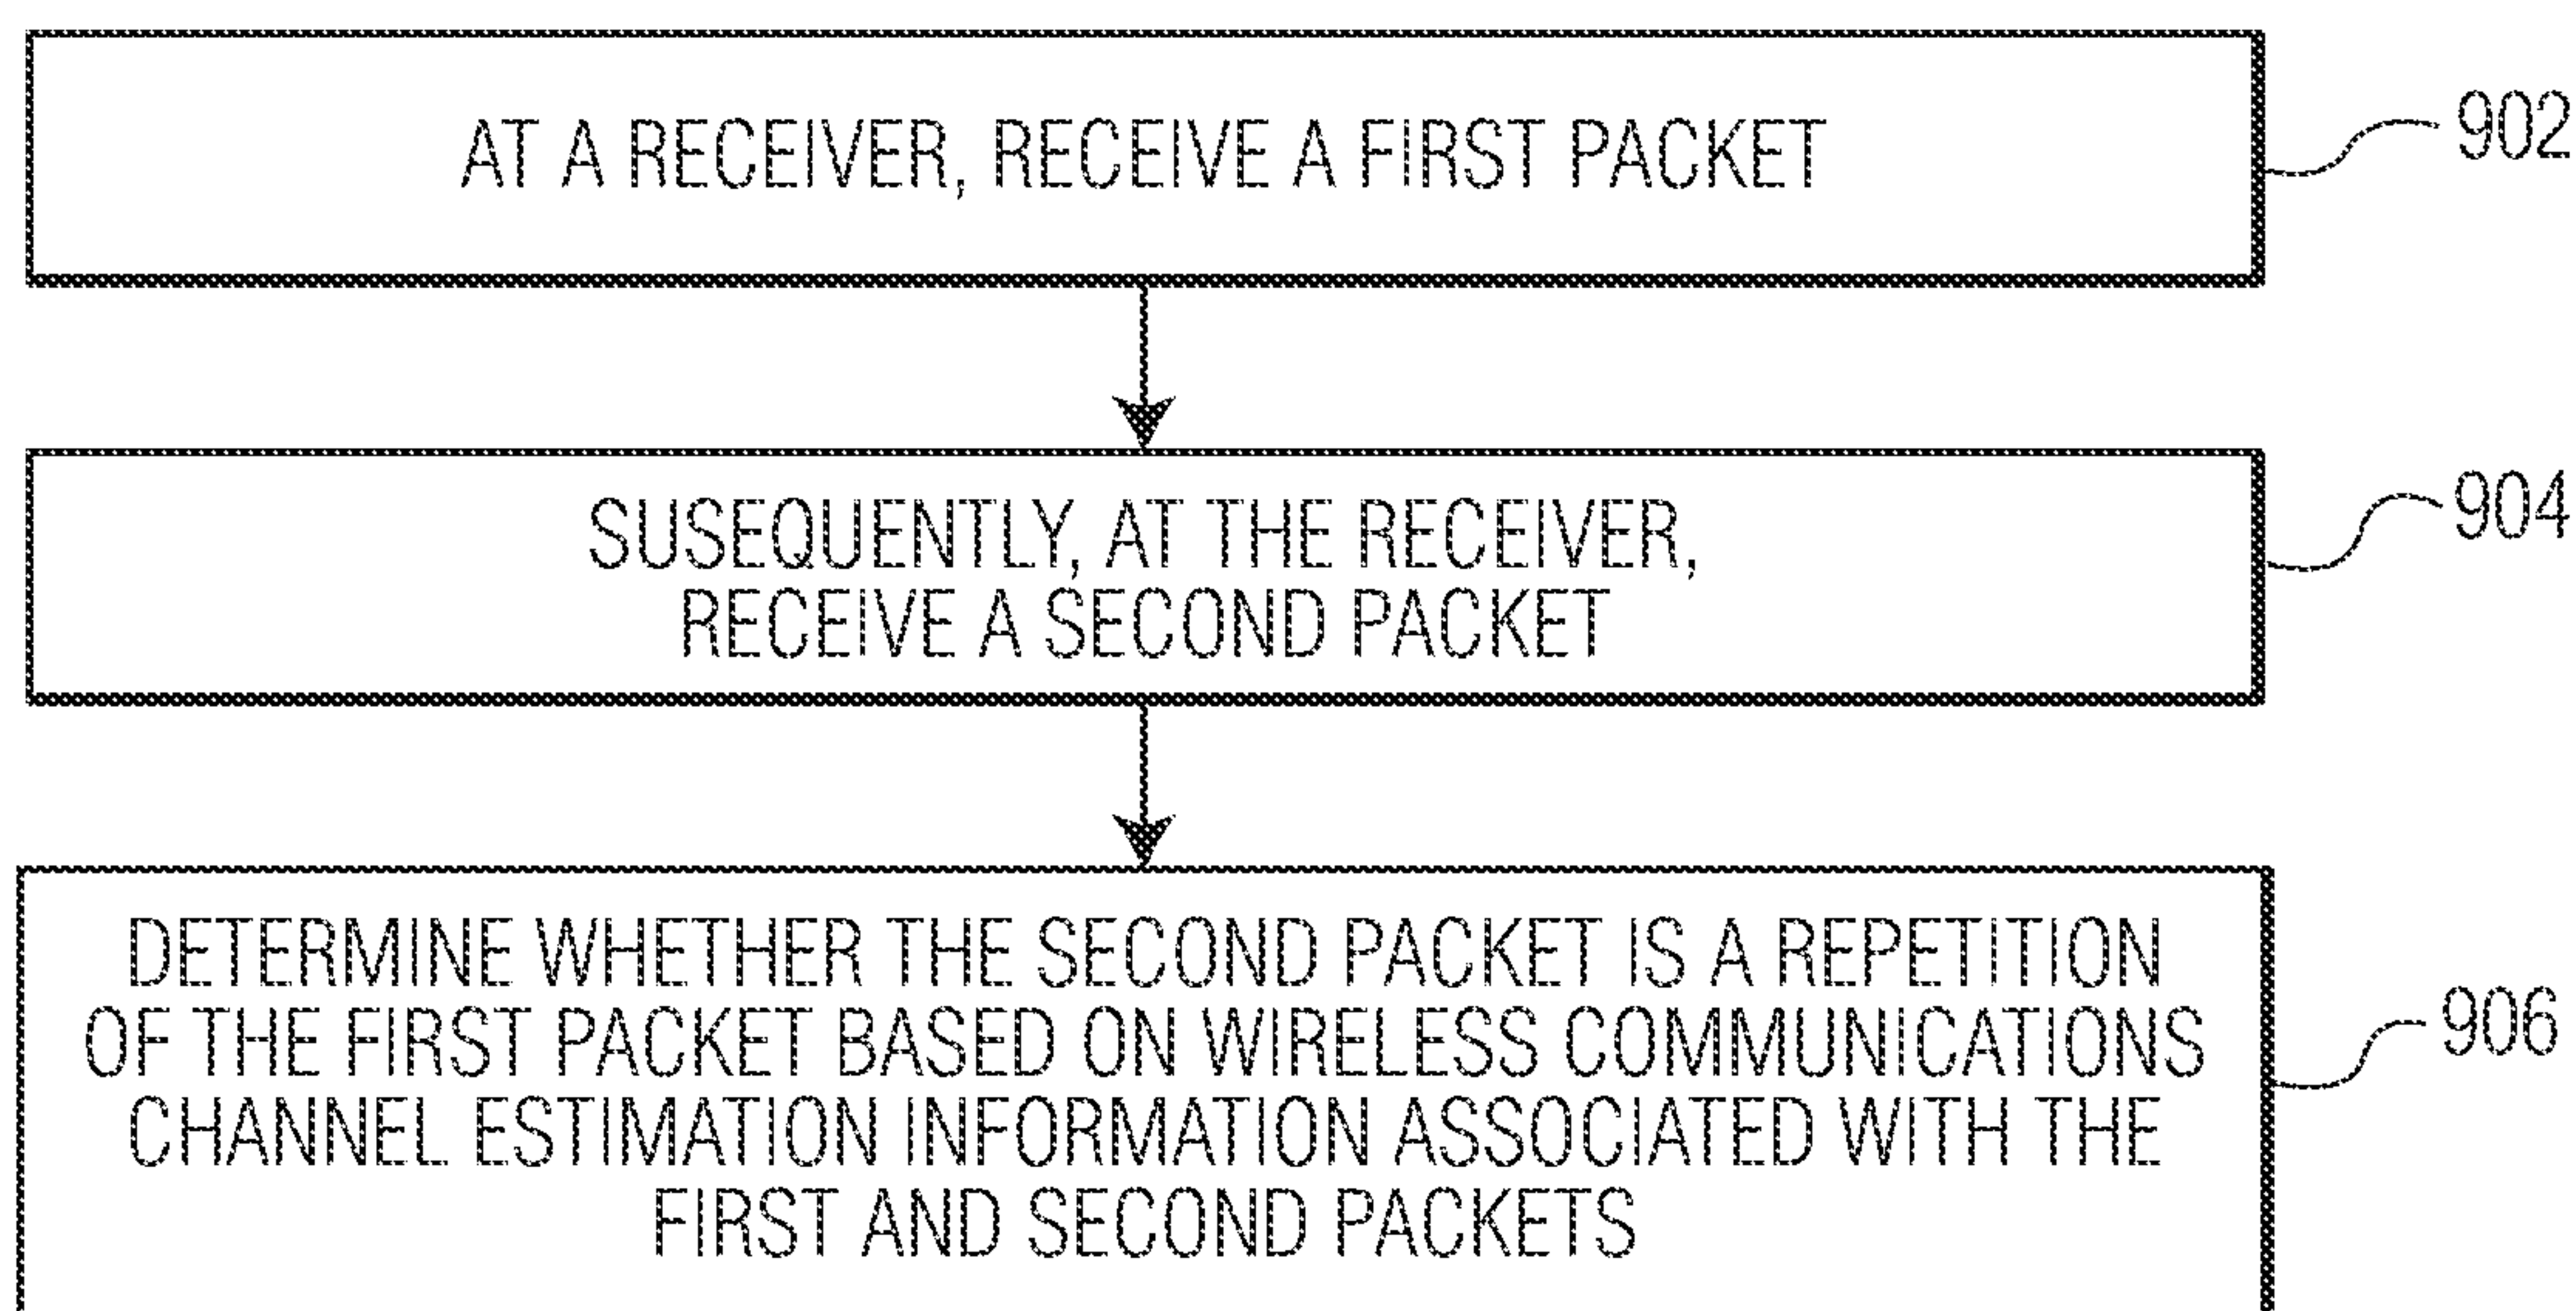 AT A RECEIVER, RECEIVE A FIRST PACKET
902
SUSEQUENTLY, AT THE RECEIVER,
RECEIVE A SECOND PACKET
904
DETERMINE WHETHER THE SECOND PACKET IS A REPETITION
OF THE FIRST PACKET BASED ON WIRELESS COMMUNICATIONS
CHANNEL ESTIMATION INFORMATION ASSOCIATED WITH THE
FIRST AND SECOND PACKETS
906